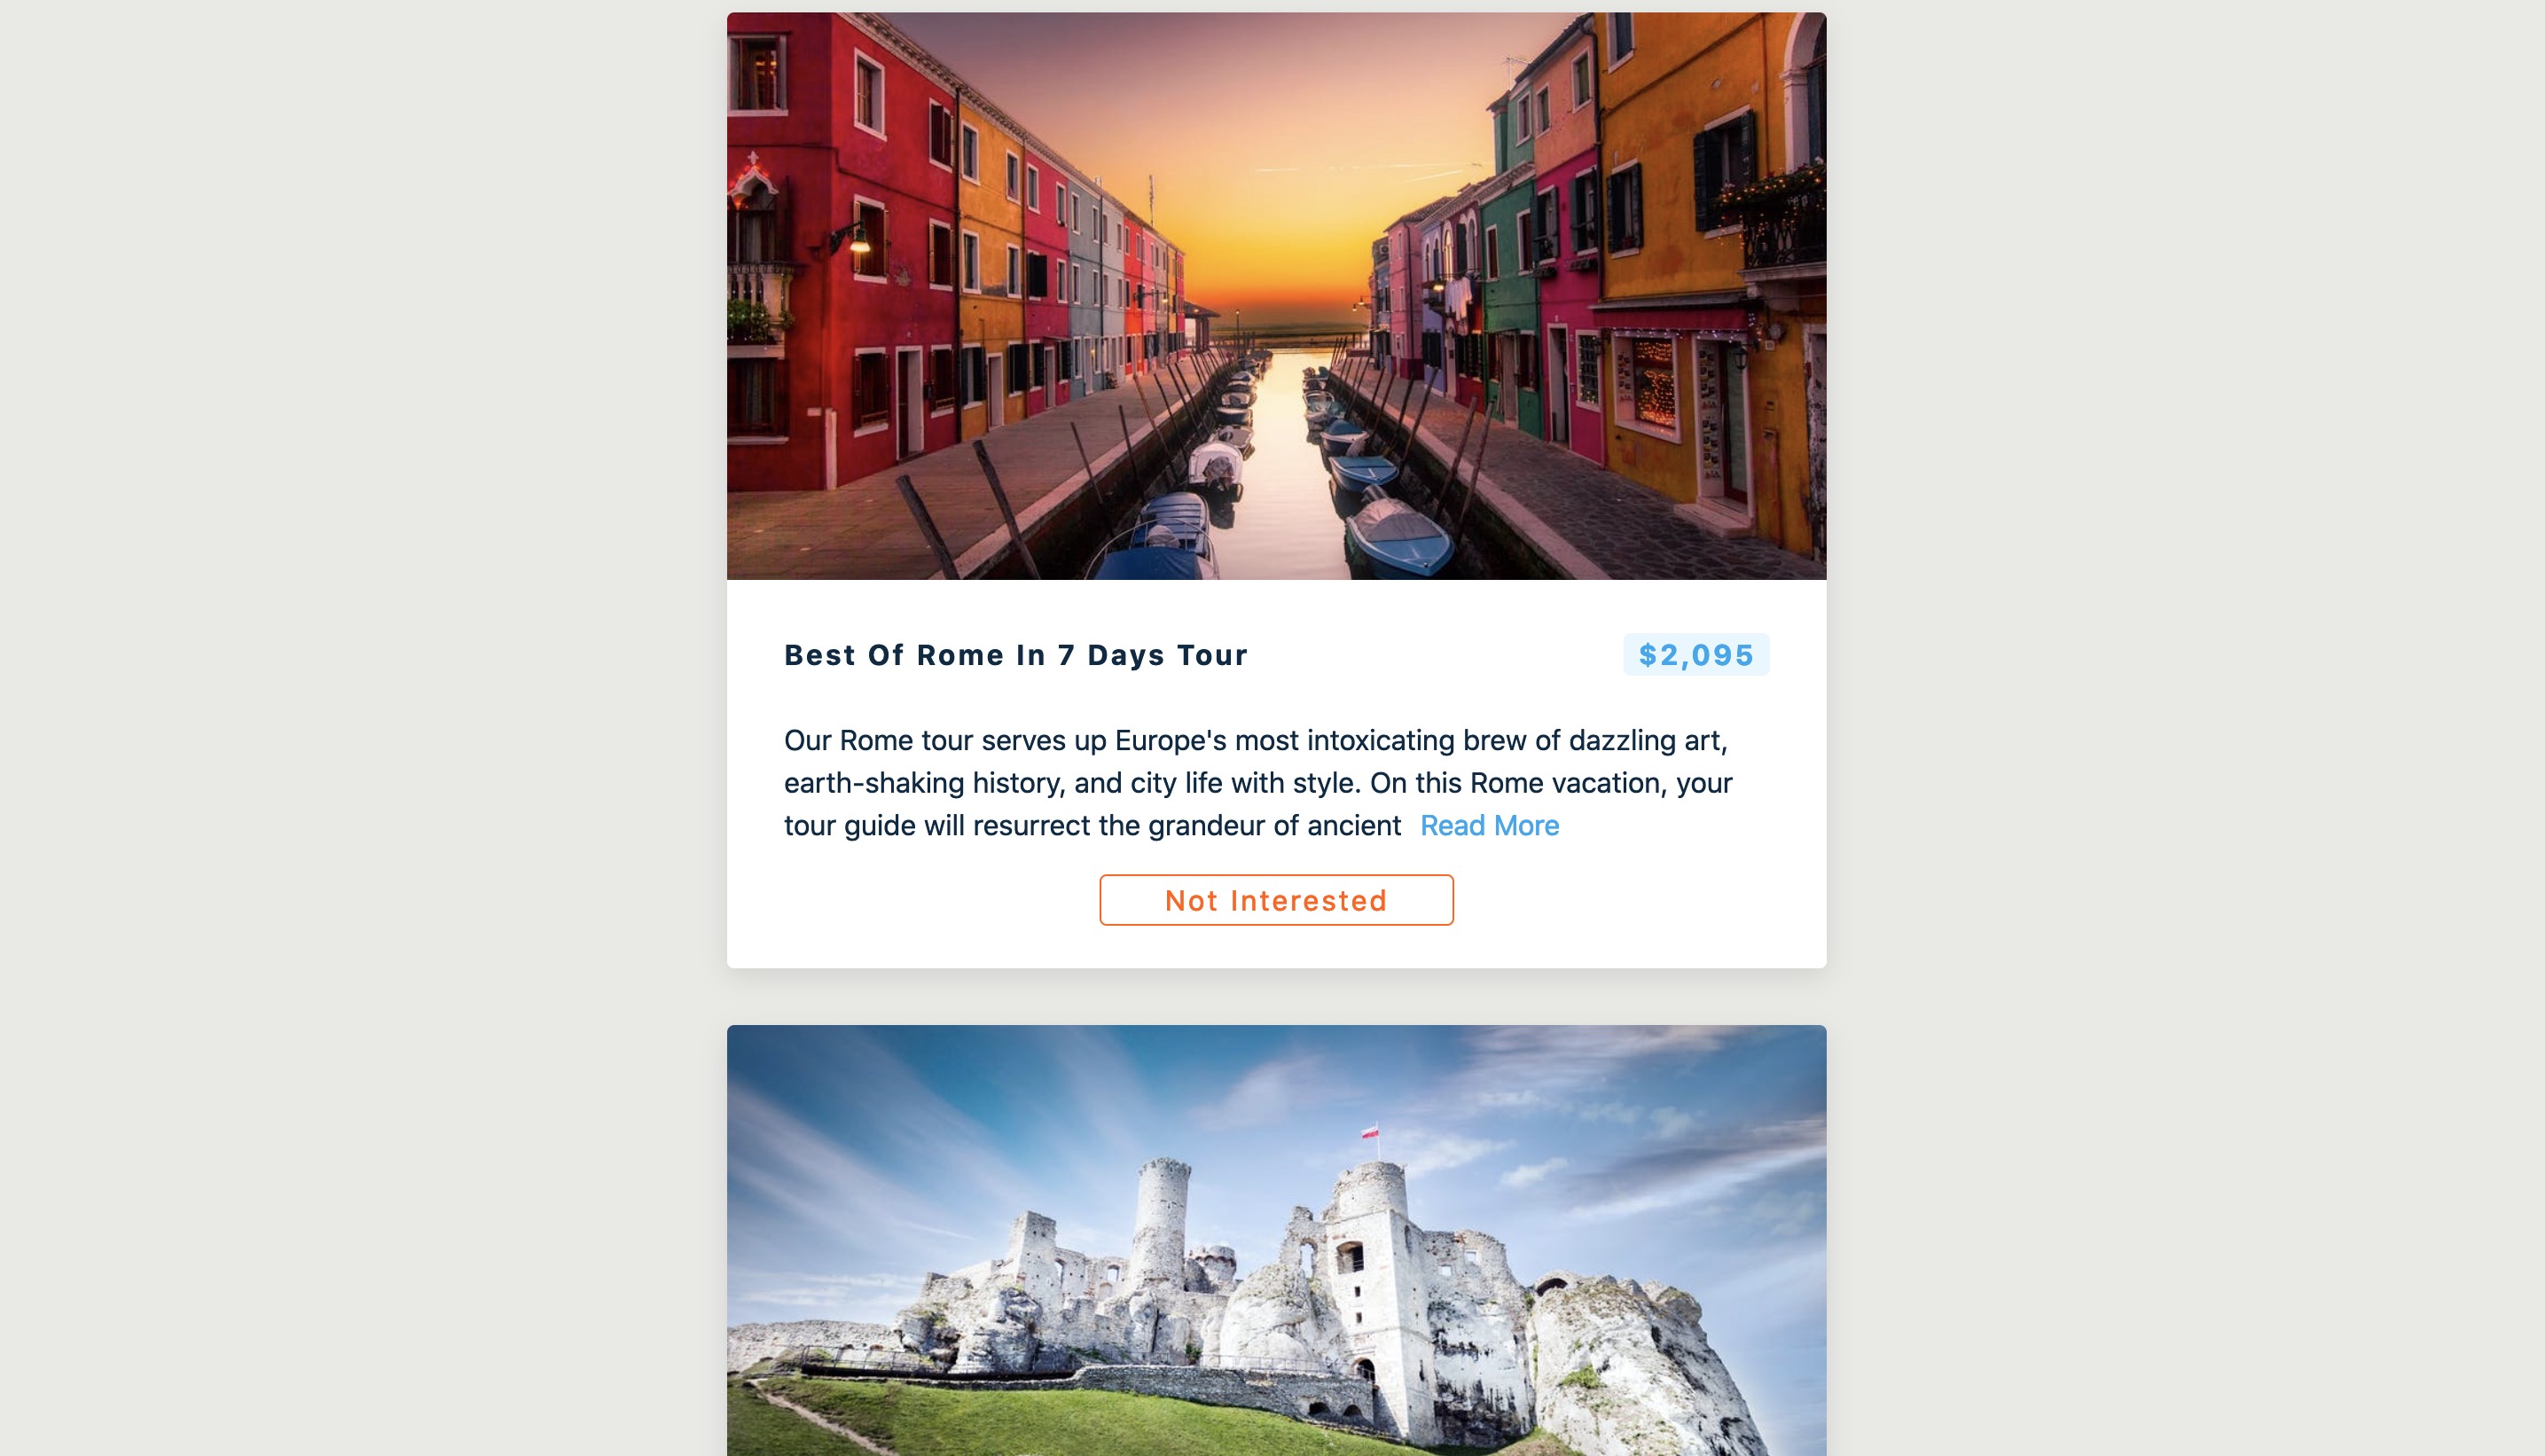 Best Of Rome In 7 Days Tour
$2,095
Our Rome tour serves up Europe's most intoxicating brew of dazzling art,
earth-shaking history, and city life with style. On this Rome vacation, your
tour guide will resurrect the grandeur of ancient Read More
Not Interested